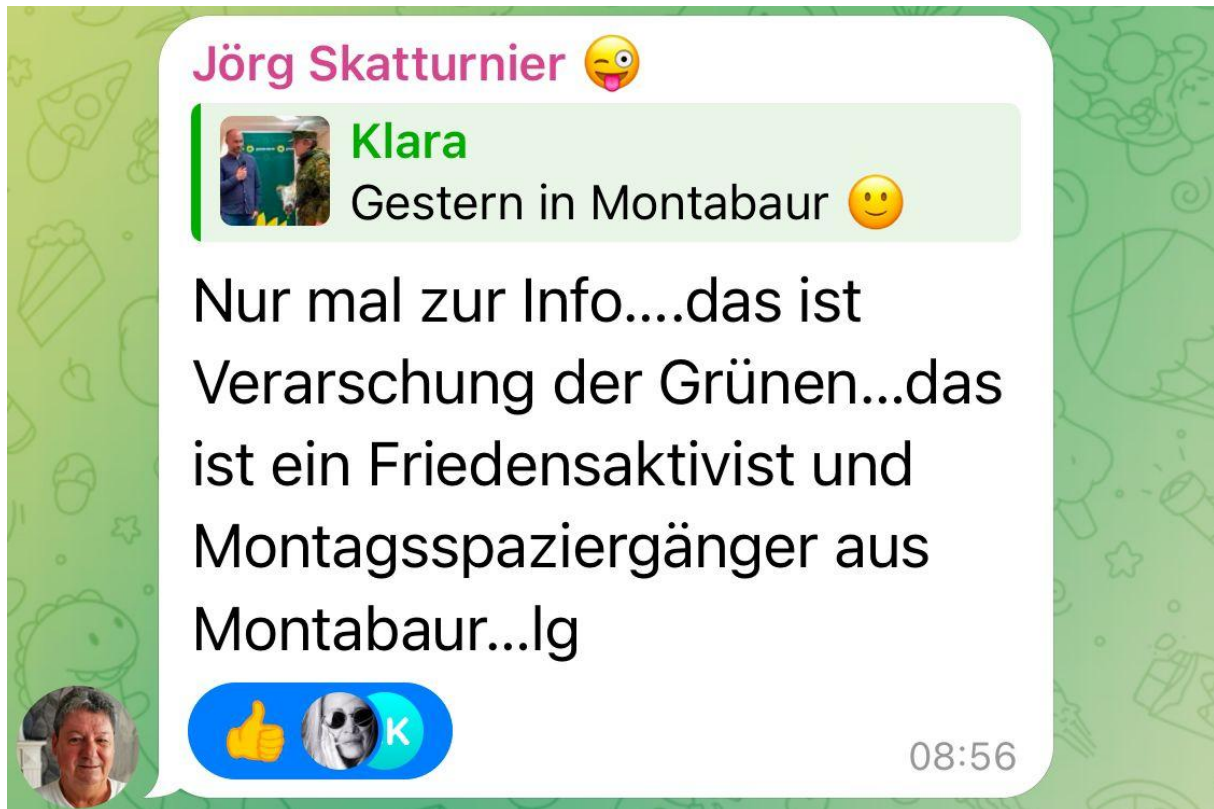 Jörg Skatturnier 😜
Klara
Gestern in Montabaur 🙂
Nur mal zur Info....das ist
Verarschung der Grünen...das
ist ein Friedensaktivist und
Montagsspaziergänger aus
Montabaur...lg
K
08:56